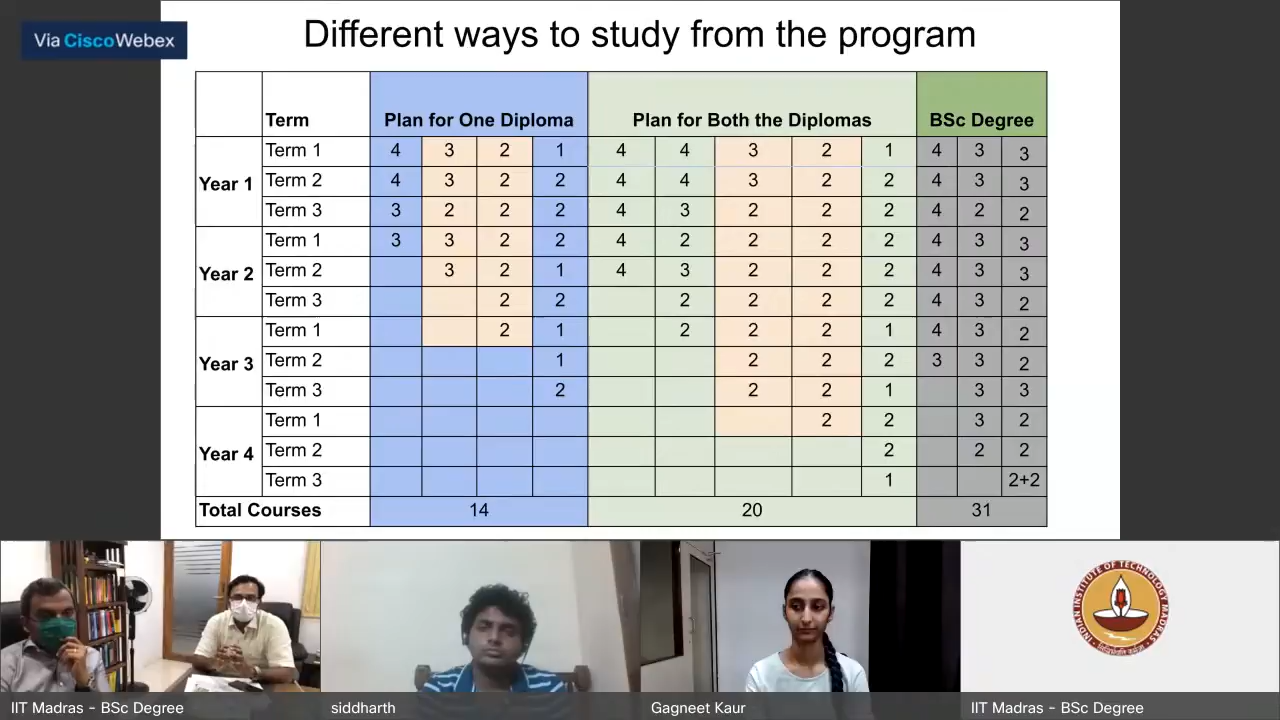 Via CiscoWebex
Different ways to study from the program
Term Plan for One Diploma Plan for Both the Diplomas BSc Degree
Year 1
Term 1 4 3 2 1 4 4 3 2 1 4 3 3
Term 2 4 3 2 2 4 4 3 2 2 4 3 3
Term 3 3 2 2 2 4 3 2 2 2 4 2 2
Year 2
Term 1 3 3 2 2 4 2 2 2 2 4 3 3
Term 2 3 2 1 4 3 2 2 2 4 3 3
Term 3 2 2 2 2 2 2 4 3 2
Year 3
Term 1 2 1 2 2 2 1 4 3 2
Term 2 1 2 2 2 3 3 2
Term 3 2 2 2 1 3 3
Year 4
Term 1 2 2 3 2
Term 2 2 2 2
Term 3 1 2+2
Total Courses 14 20 31
INDIAN INSTITUTE OF TECHNOLOGY MADRAS
IIT Madras - BSc Degree
siddharth
Gagneet Kaur
IIT Madras - BSc Degree